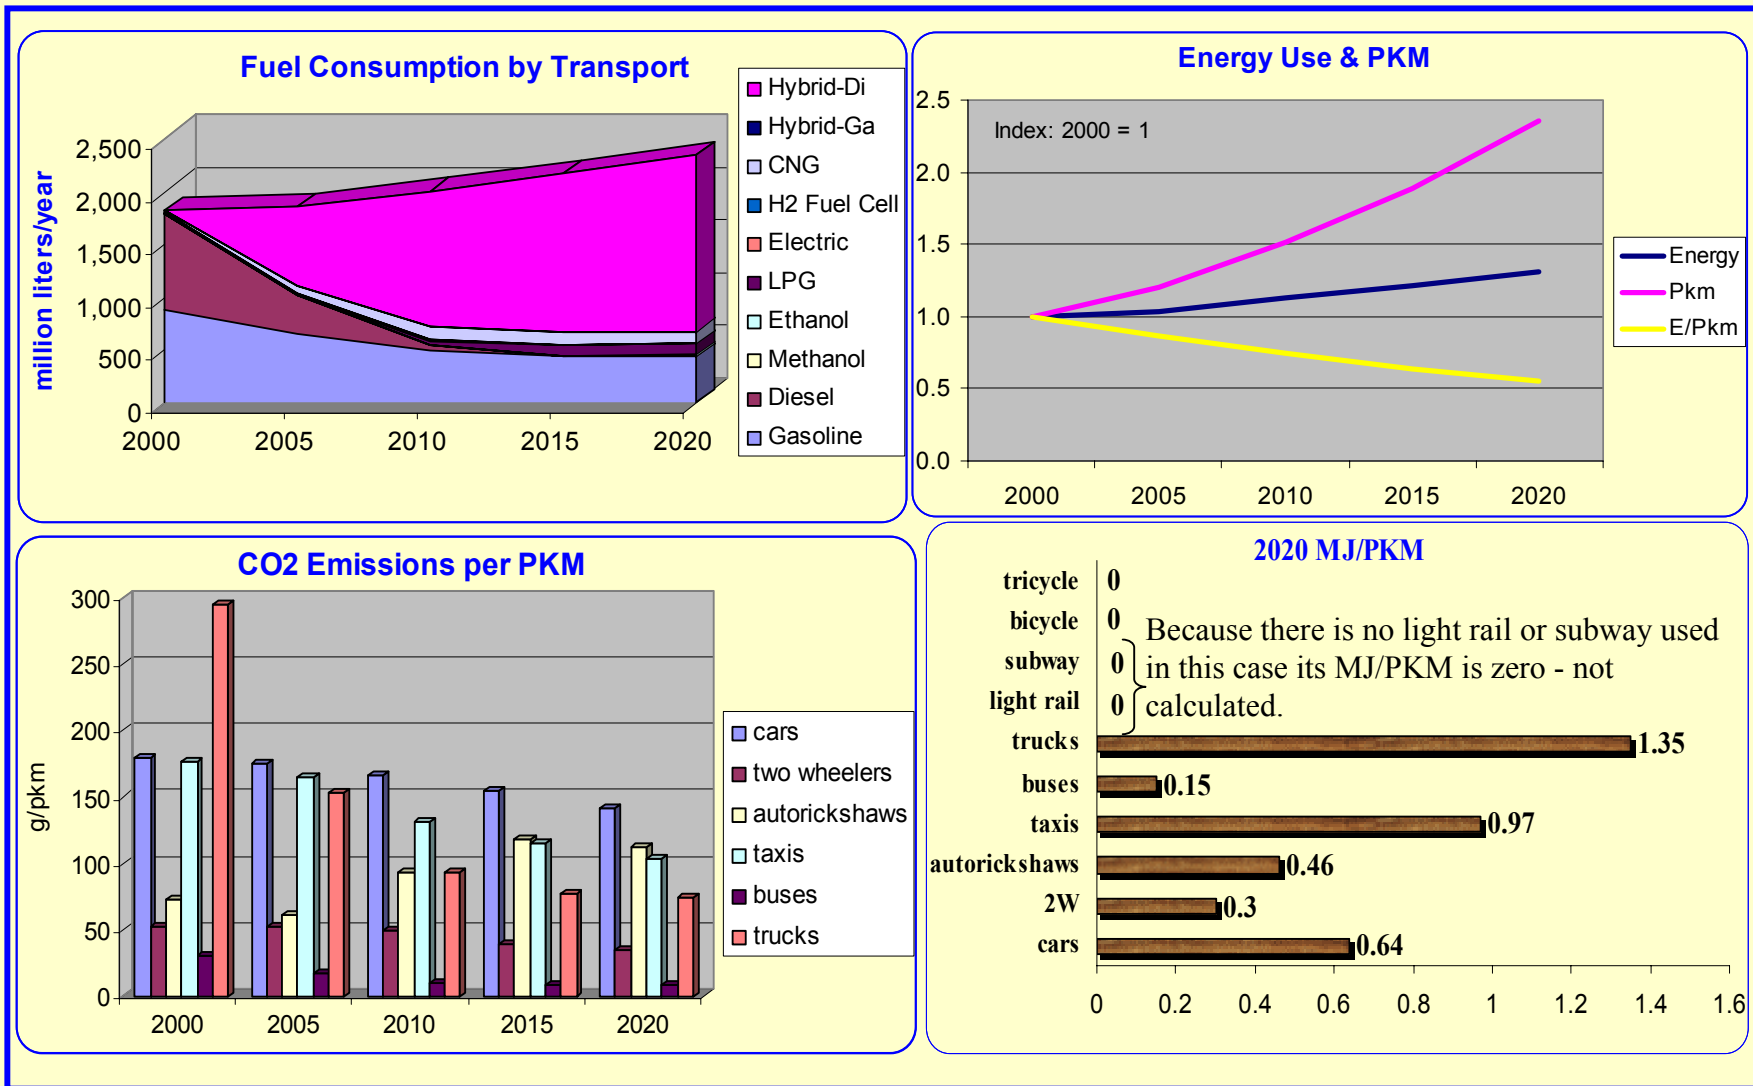 Fuel Consumption by Transport
million liters/year
2,500
2,000
1,500
1,000
500
0
2000
2005
2010
2015
2020
Hybrid-Di
Hybrid-Ga
CNG
H2 Fuel Cell
Electric
LPG
Ethanol
Methanol
Diesel
Gasoline
Energy Use & PKM
Index: 2000 = 1
2.5
2.0
1.5
1.0
0.5
0.0
2000
2005
2010
2015
2020
Energy
Pkm
E/Pkm
CO2 Emissions per PKM
g/pkm
300
250
200
150
100
50
0
2000
2005
2010
2015
2020
cars
two wheelers
autorickshaws
taxis
buses
trucks
2020 MJ/PKM
tricycle 0
bicycle 0
subway 0
light rail 0
Because there is no light rail or subway used
in this case its MJ/PKM is zero - not
calculated.
trucks 1.35
buses 0.15
taxis 0.97
autorickshaws 0.46
2W 0.3
cars 0.64
0 0.2 0.4 0.6 0.8 1 1.2 1.4 1.6